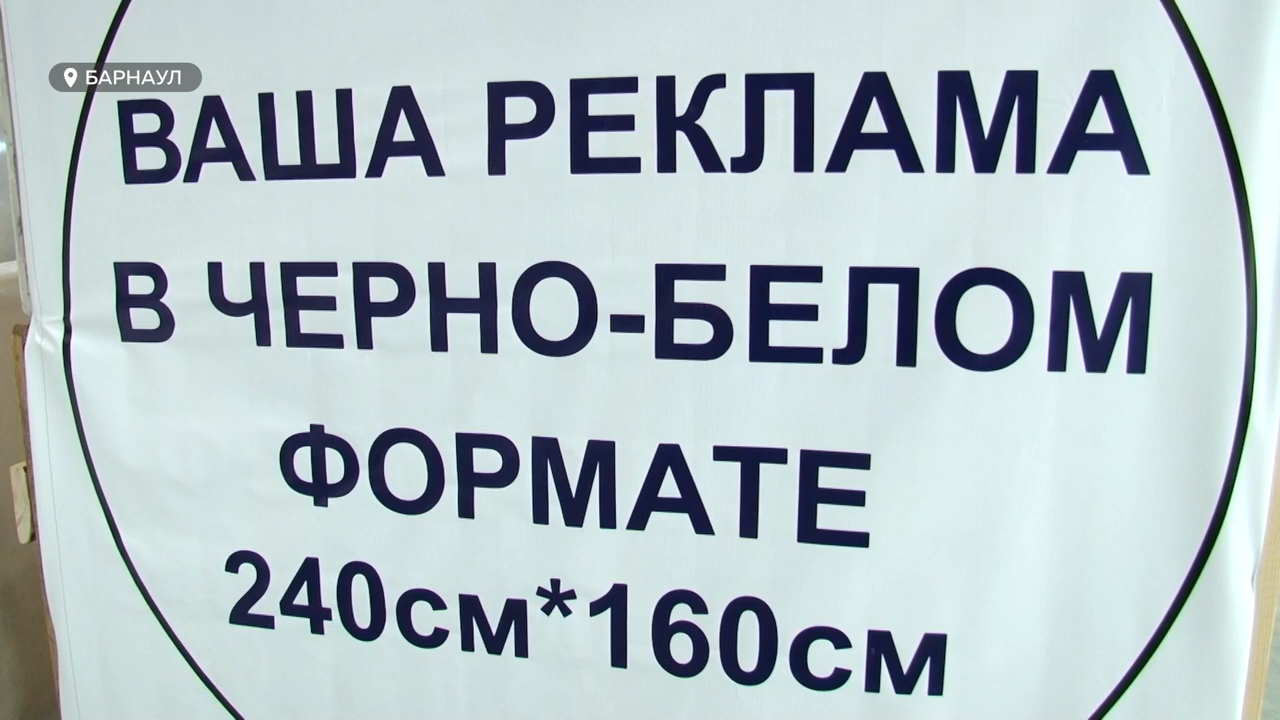 БАРНАУЛ
ВАША РЕКЛАМА
В ЧЕРНО-БЕЛОМ
ФОРМАТЕ
240см*160см